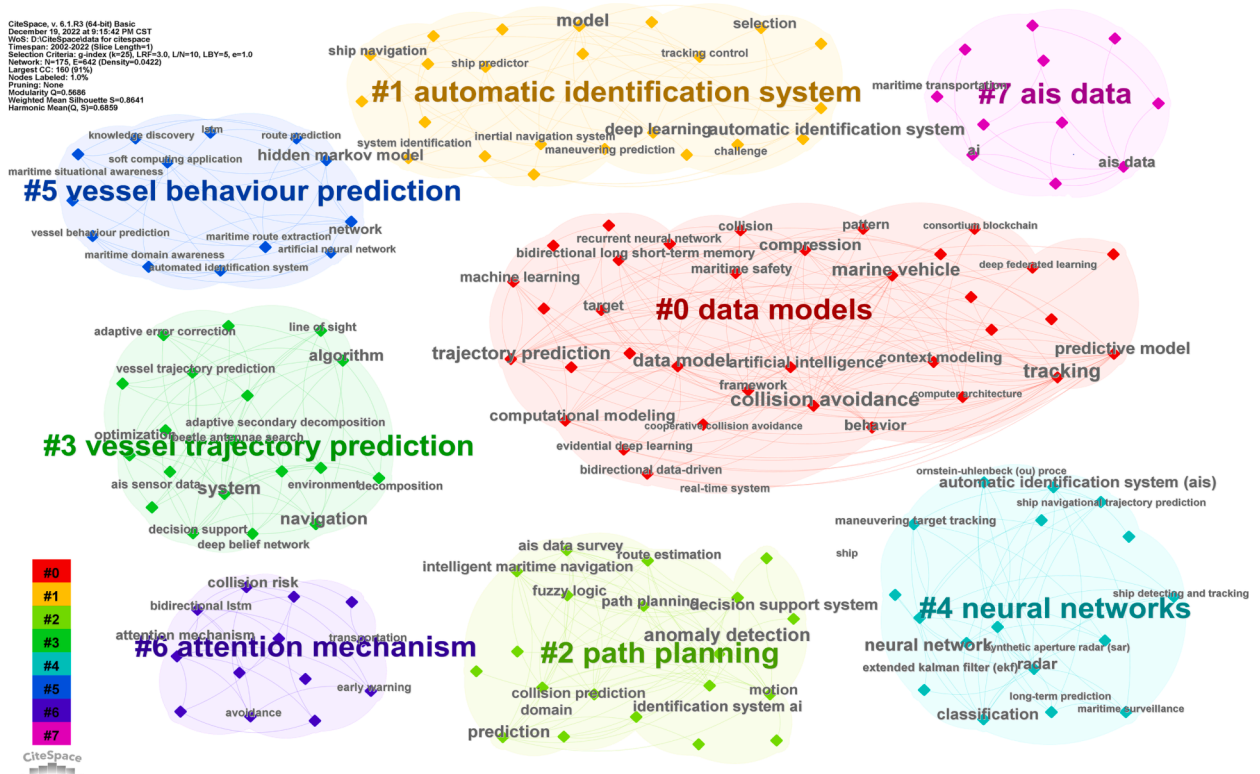 CiteSpace, v. 6.1.R3 (64-bit) Basic
December 19, 2022 at 9:15:42 PM CST
WoS: D:\CiteSpace\data for citespace
Timespan: 2002-2022 (Slice Length=1)
Selection Criteria: g-index (k=25), LRF=3.0, L/N=10, LBY=5, e=1.0
Network: N=175, E=642 (Density=0.0422)
Largest CC: 160 (91%)
Nodes Labeled: 1.0%
Pruning: None
Modularity Q=0.5686
Weighted Mean Silhouette S=0.8641
Harmonic Mean(Q, S)=0.6859
model
selection
ship navigation
tracking control
ship predictor
#1 automatic identification system
deep learning
automatic identification system
inertial navigation system
system identification
maneuvering prediction
challenge
maritime transportation
#7 ais data
ai
ais data
knowledge discovery
lstm
route prediction
soft computing application
hidden markov model
maritime situational awareness
#5 vessel behaviour prediction
vessel behaviour prediction
network
maritime route extraction
artificial neural network
maritime domain awareness
automated identification system
collision
pattern
consortium blockchain
recurrent neural network
compression
bidirectional long short-term memory
maritime safety
marine vehicle
deep federated learning
machine learning
target
#0 data models
trajectory prediction
data model
artificial intelligence
context modeling
predictive model
tracking
framework
collision avoidance
computer architecture
computational modeling
cooperative collision avoidance
behavior
evidential deep learning
bidirectional data-driven
real-time system
adaptive error correction
line of sight
algorithm
vessel trajectory prediction
adaptive secondary decomposition
optimization
beetle antennae search
#3 vessel trajectory prediction
ais sensor data
system
environment
decomposition
navigation
decision support
deep belief network
ornstein-uhlenbeck (ou) proce
automatic identification system (ais)
ship navigational trajectory prediction
maneuvering target tracking
ship
ship detecting and tracking
#4 neural networks
neural network
synthetic aperture radar (sar)
extended kalman filter (ekf)
radar
long-term prediction
classification
maritime surveillance
ais data survey
route estimation
intelligent maritime navigation
fuzzy logic
path planning
decision support system
anomaly detection
#2 path planning
collision prediction
motion
domain
identification system ai
prediction
collision risk
bidirectional lstm
attention mechanism
transportation
#6 attention mechanism
early warning
avoidance
#0
#1
#2
#3
#4
#5
#6
#7
CiteSpace